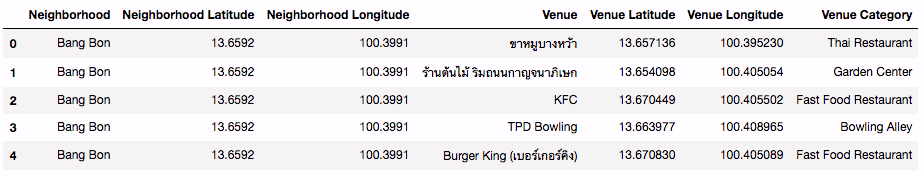 Neighborhood Neighborhood Latitude Neighborhood Longitude Venue Venue Latitude Venue Longitude Venue Category
0 Bang Bon 13.6592 100.3991 ขาหมูบางหว้า 13.657136 100.395230 Thai Restaurant
1 Bang Bon 13.6592 100.3991 ร้านต้นไม้ ริมถนนกาญจนาภิเษก 13.654098 100.405054 Garden Center
2 Bang Bon 13.6592 100.3991 KFC 13.670449 100.405502 Fast Food Restaurant
3 Bang Bon 13.6592 100.3991 TPD Bowling 13.663977 100.408965 Bowling Alley
4 Bang Bon 13.6592 100.3991 Burger King (เบอร์เกอร์คิง) 13.670830 100.405089 Fast Food Restaurant